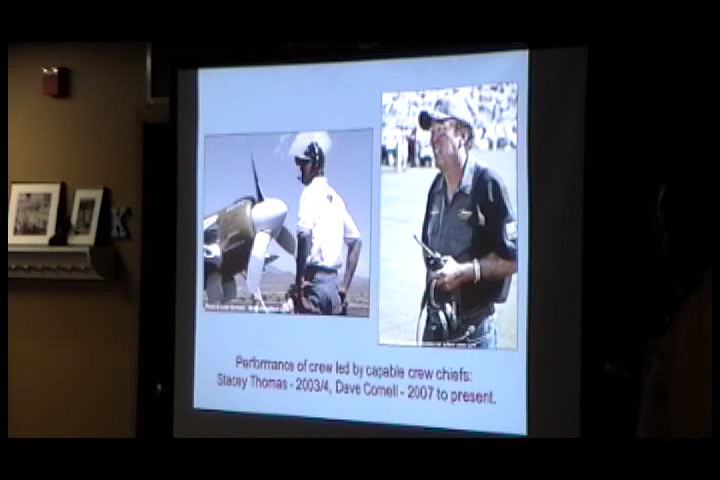 Performance of crew led by capable crew chiefs:
Stacey Thomas - 2003/4, Dave Cornell - 2007 to present.
K